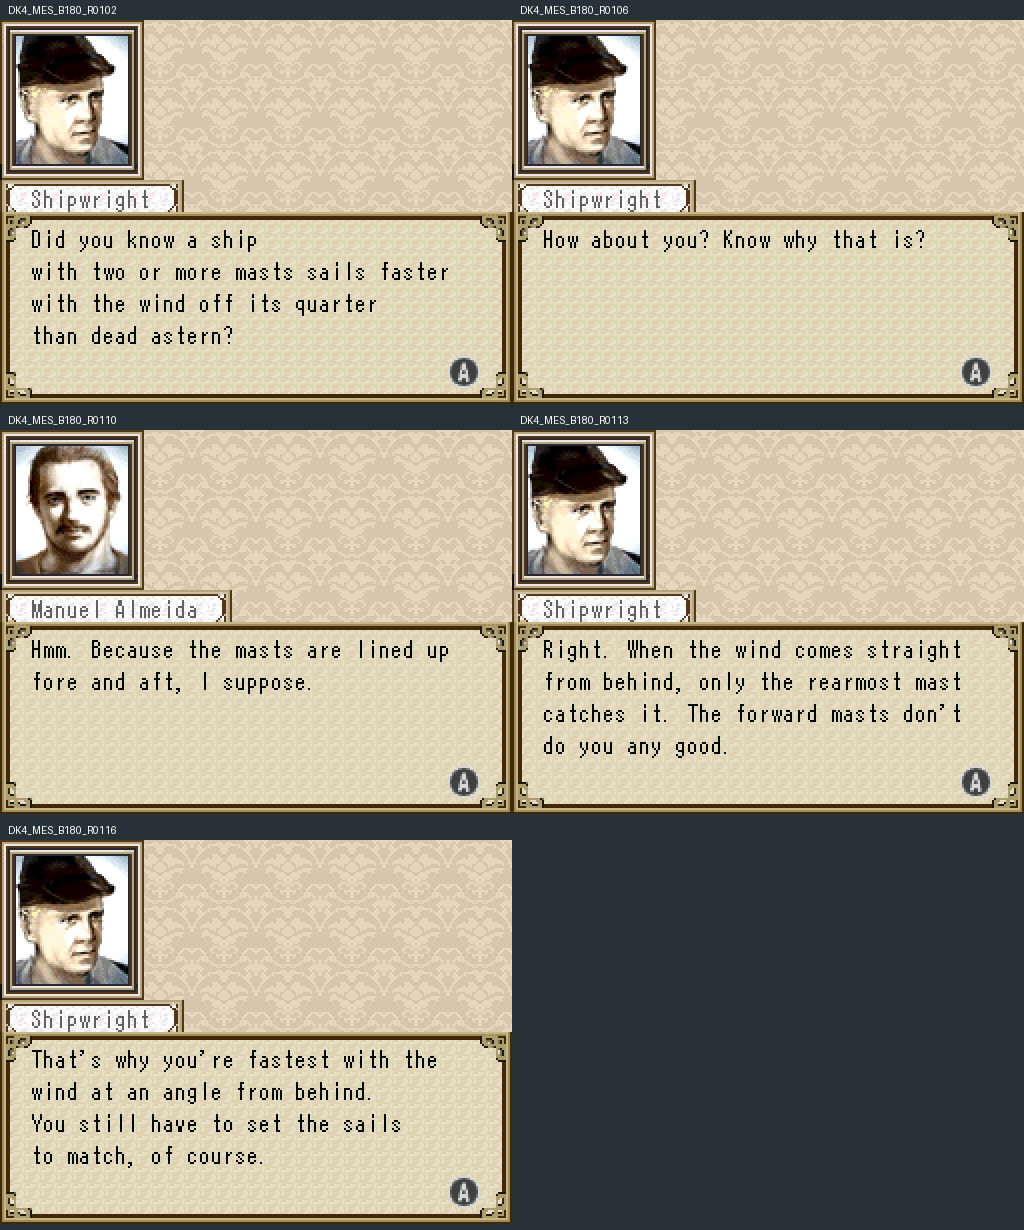 DK4_MES_B180_R0102
Shipwright
Did you know a ship
with two or more masts sails faster
with the wind off its quarter
than dead astern?
A
DK4_MES_B180_R0106
Shipwright
How about you? Know why that is?
A
DK4_MES_B180_R0110
Manuel Almeida
Hmm. Because the masts are lined up
fore and aft, I suppose.
A
DK4_MES_B180_R0113
Shipwright
Right. When the wind comes straight
from behind, only the rearmost mast
catches it. The forward masts don't
do you any good.
A
DK4_MES_B180_R0116
Shipwright
That's why you're fastest with the
wind at an angle from behind.
You still have to set the sails
to match, of course.
A